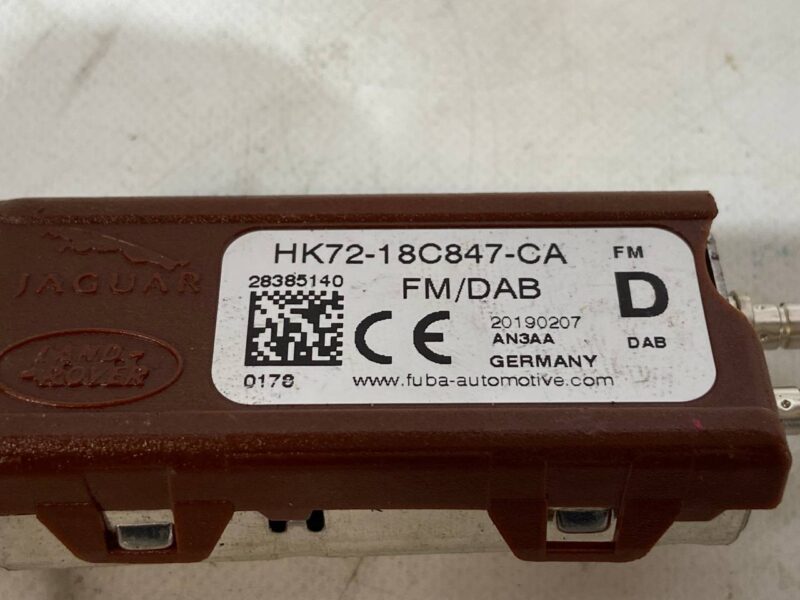 JAGUAR
LAND-
-ROVER
HK72-18C847-CA
FM
28385140
FM/DAB
D
20190207
AN3AA
DAB
GERMANY
0178
www.fuba-automotive.com
CE